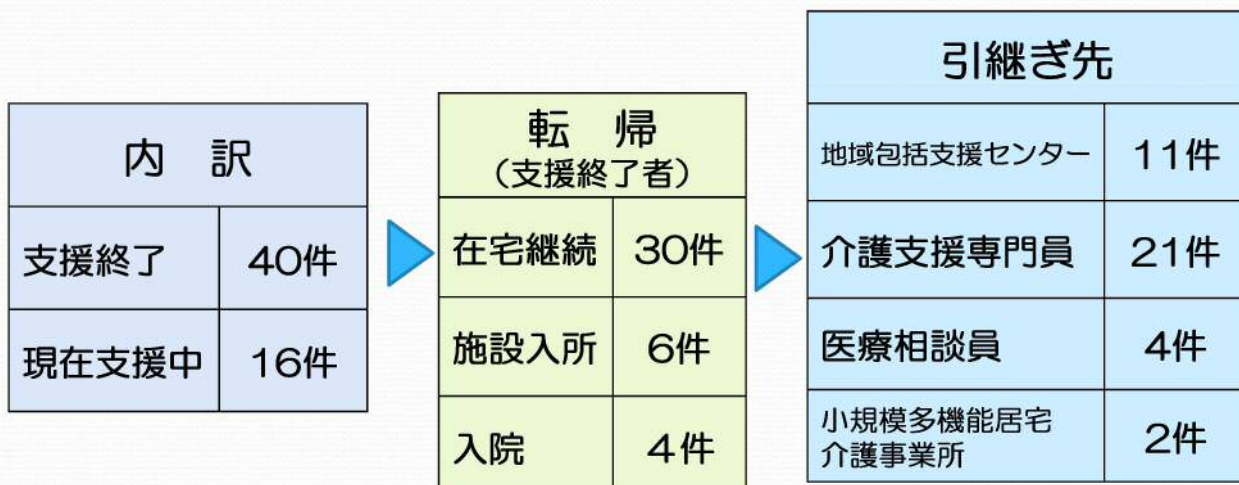 内 訳
支援終了 40件
現在支援中 16件
転 帰
（支援終了者）
在宅継続 30件
施設入所 6件
入院 4件
引継ぎ先
地域包括支援センター 11件
介護支援専門員 21件
医療相談員 4件
小規模多機能居宅
介護事業所 2件